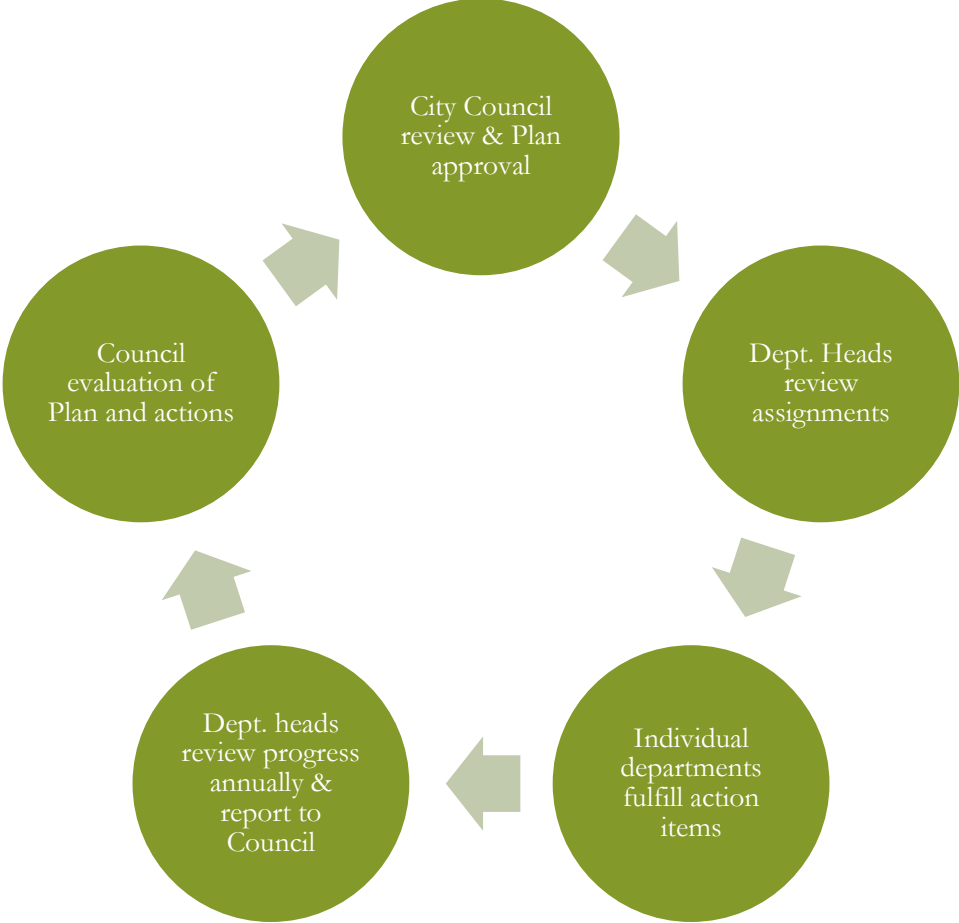 City Council
review & Plan
approval
Dept. Heads
review
assignments
Individual
departments
fulfill action
items
Dept. heads
review progress
annually &
report to
Council
Council
evaluation of
Plan and actions